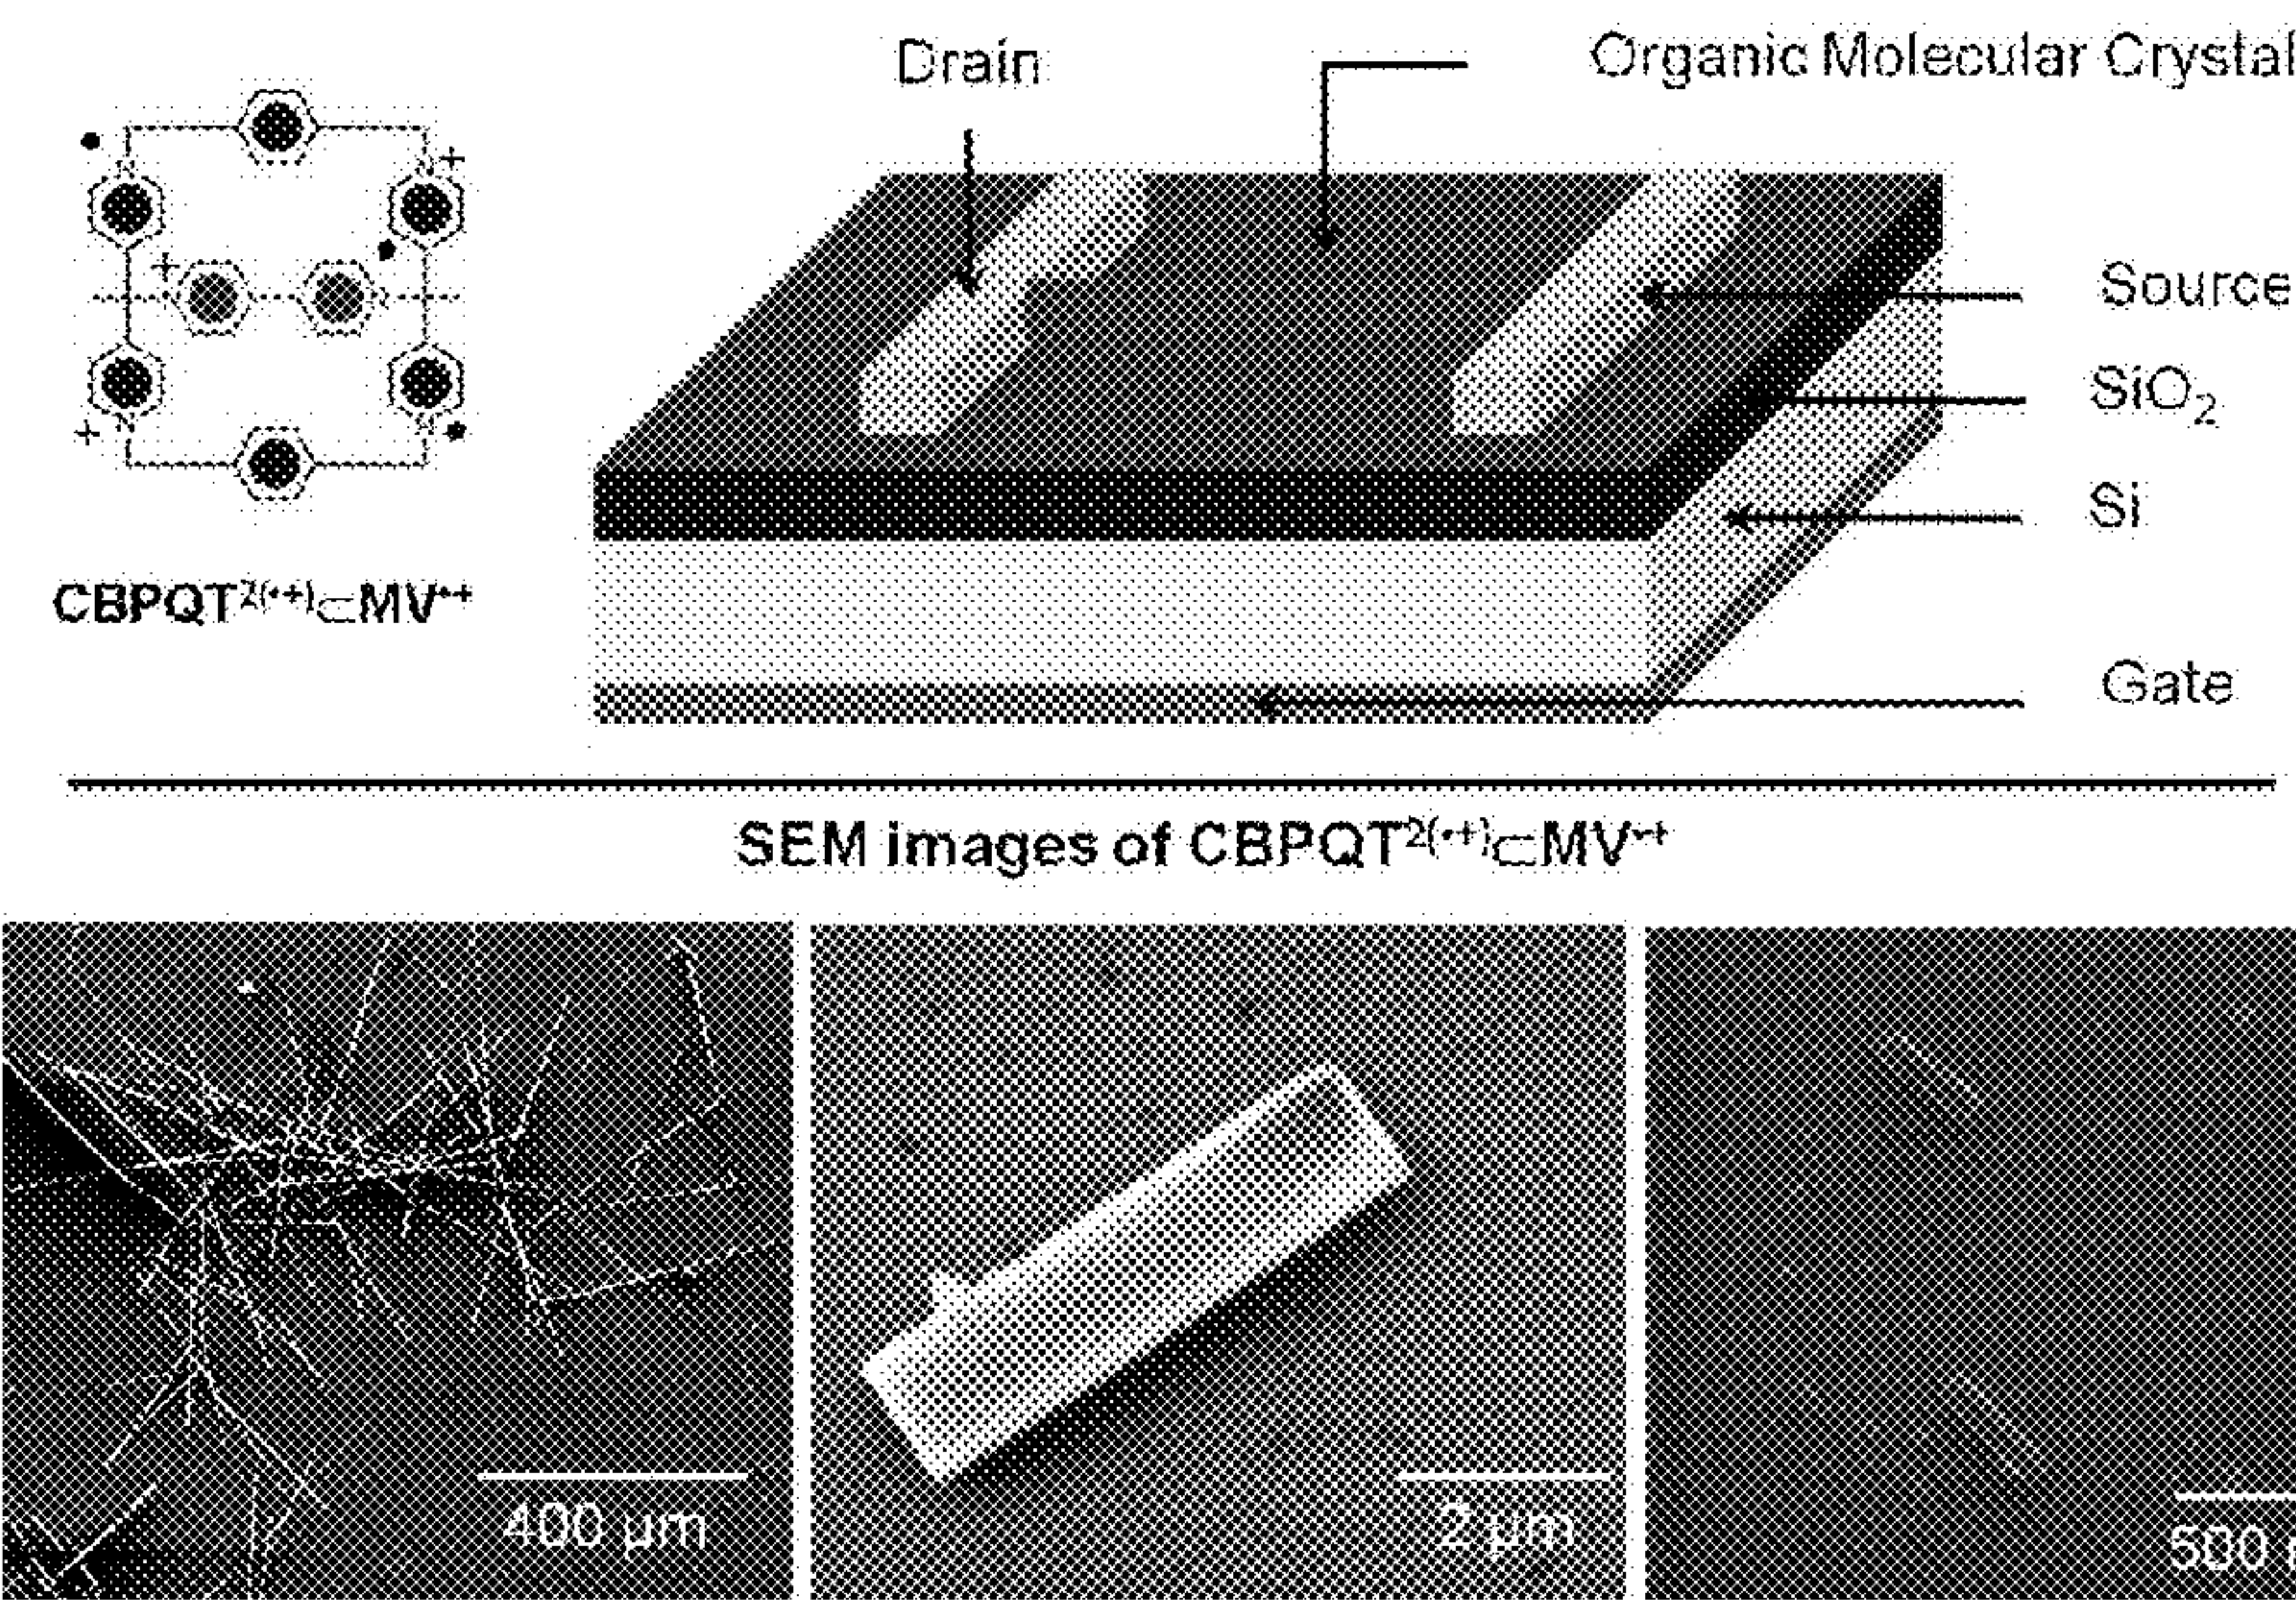 Drain
Organic Molecular Crystal
Source
SiO₂
Si
Gate
CBPQT²⁽•⁺⁾⊂MV•⁺
SEM images of CBPQT²⁽•⁺⁾⊂MV•⁺
400 µm
2 µm
500